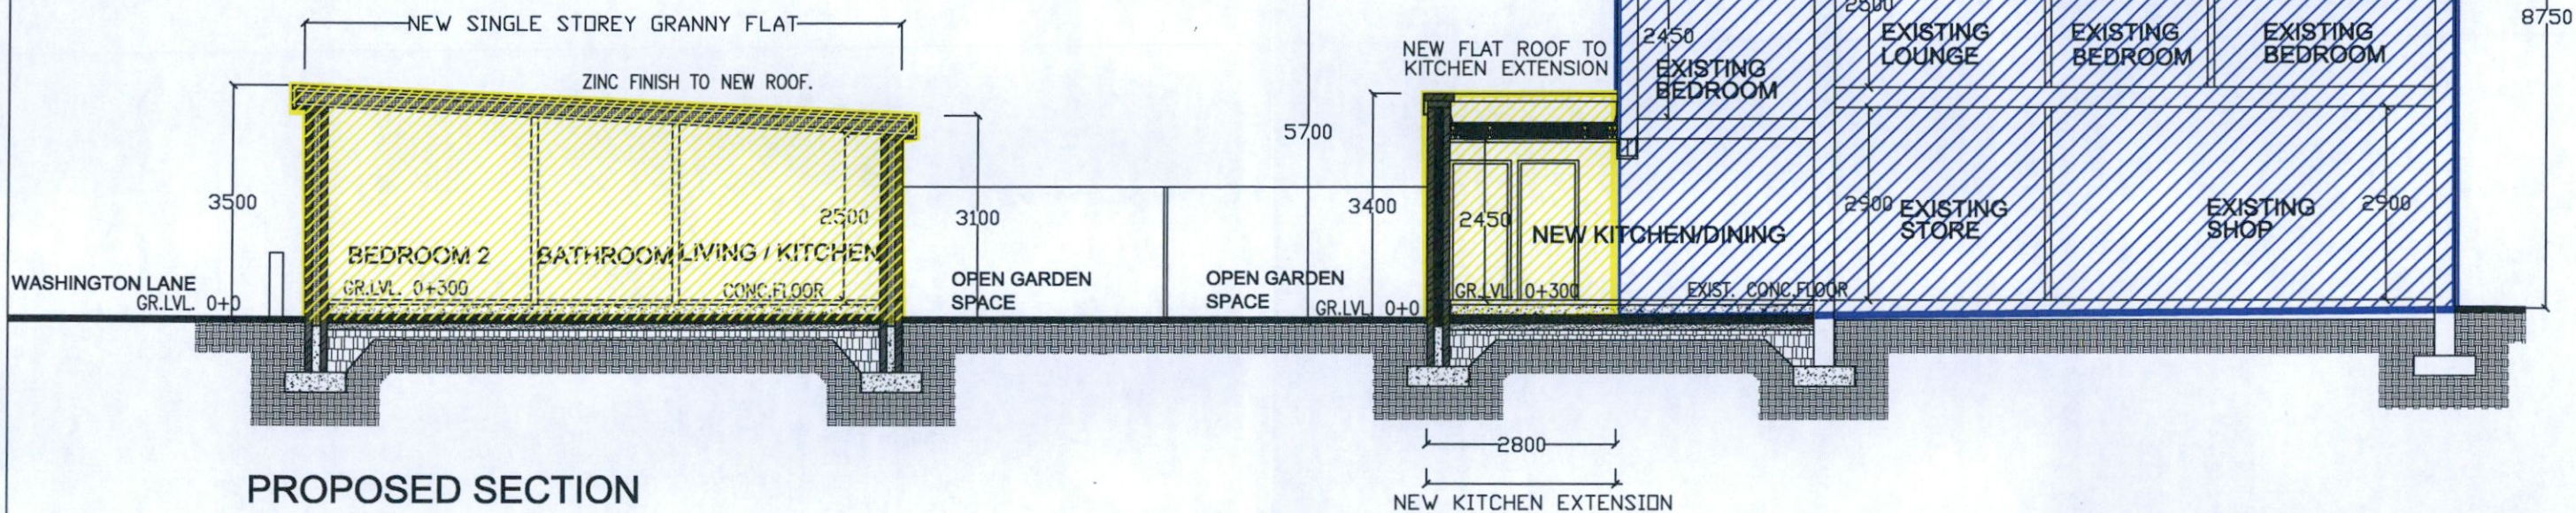 NEW SINGLE STOREY GRANNY FLAT
ZINC FINISH TO NEW ROOF.
3500
BEDROOM 2
BATHROOM
LIVING / KITCHEN
2500
GR.LVL. 0+300
CONC.FLOOR
WASHINGTON LANE
GR.LVL. 0+0
3100
OPEN GARDEN
SPACE
OPEN GARDEN
SPACE
5700
3400
GR.LVL. 0+0
NEW FLAT ROOF TO
KITCHEN EXTENSION
2450
NEW KITCHEN/DINING
GR.LVL. 0+300
EXIST. CONC.FLOOR
2450
EXISTING
BEDROOM
2500
EXISTING
LOUNGE
EXISTING
BEDROOM
EXISTING
BEDROOM
8750
2900
EXISTING
STORE
EXISTING
SHOP
2900
2800
NEW KITCHEN EXTENSION
PROPOSED SECTION